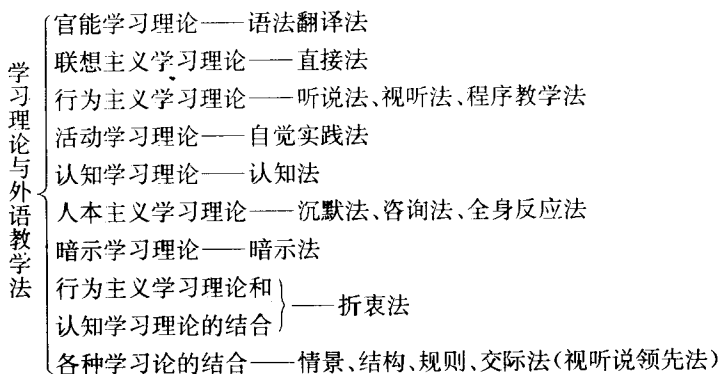 学习理论与外语教学法
官能学习理论——语法翻译法
联想主义学习理论——直接法
行为主义学习理论——听说法、视听法、程序教学法
活动学习理论——自觉实践法
认知学习理论——认知法
人本主义学习理论——沉默法、咨询法、全身反应法
暗示学习理论——暗示法
行为主义学习理论和
认知学习理论的结合
——折衷法
各种学习论的结合——情景、结构、规则、交际法(视听说领先法)